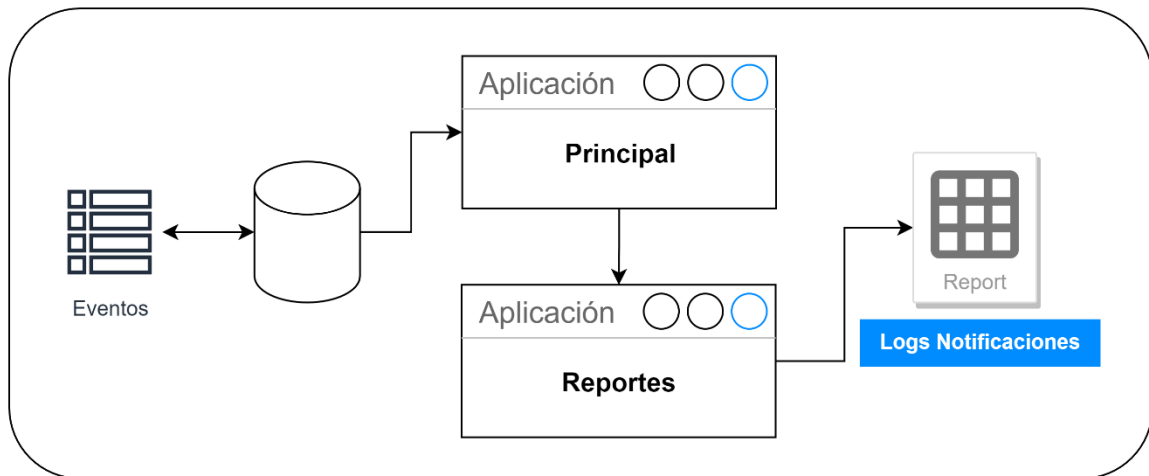 Aplicación
Principal
Eventos
Aplicación
Reportes
Report
Logs Notificaciones